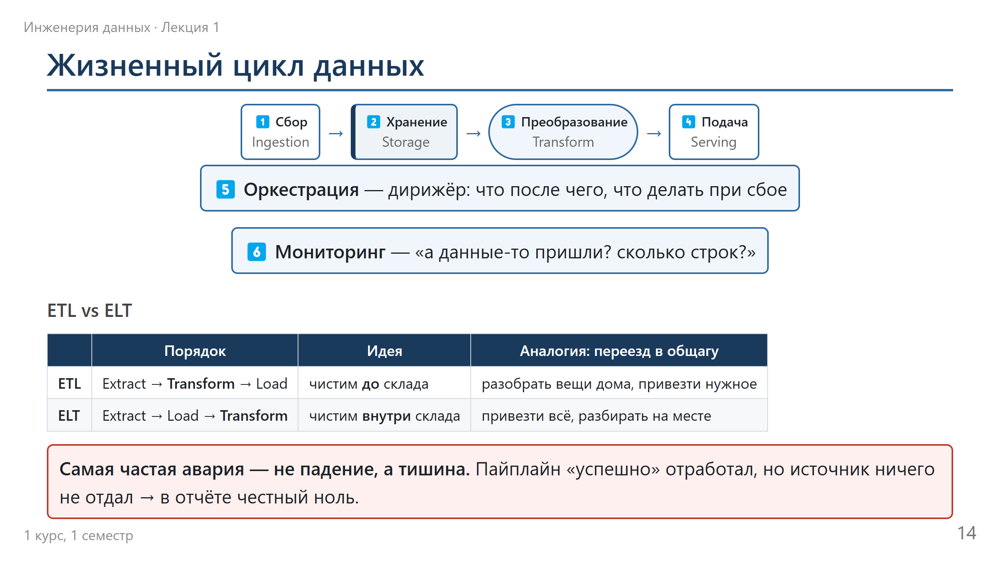 Инженерия данных · Лекция 1
Жизненный цикл данных
1 Сбор → 2 Хранение → 3 Преобразование → 4 Подача
Ingestion Storage Transform Serving
5 Оркестрация — дирижёр: что после чего, что делать при сбое
6 Мониторинг — «а данные-то пришли? сколько строк?»
ETL vs ELT
Порядок Идея Аналогия: переезд в общагу
ETL Extract → Transform → Load чистим до склада разобрать вещи дома, привезти нужное
ELT Extract → Load → Transform чистим внутри склада привезти всё, разбирать на месте
Самая частая авария — не падение, а тишина. Пайплайн «успешно» отработал, но источник ничего
не отдал → в отчёте честный ноль.
1 курс, 1 семестр
14